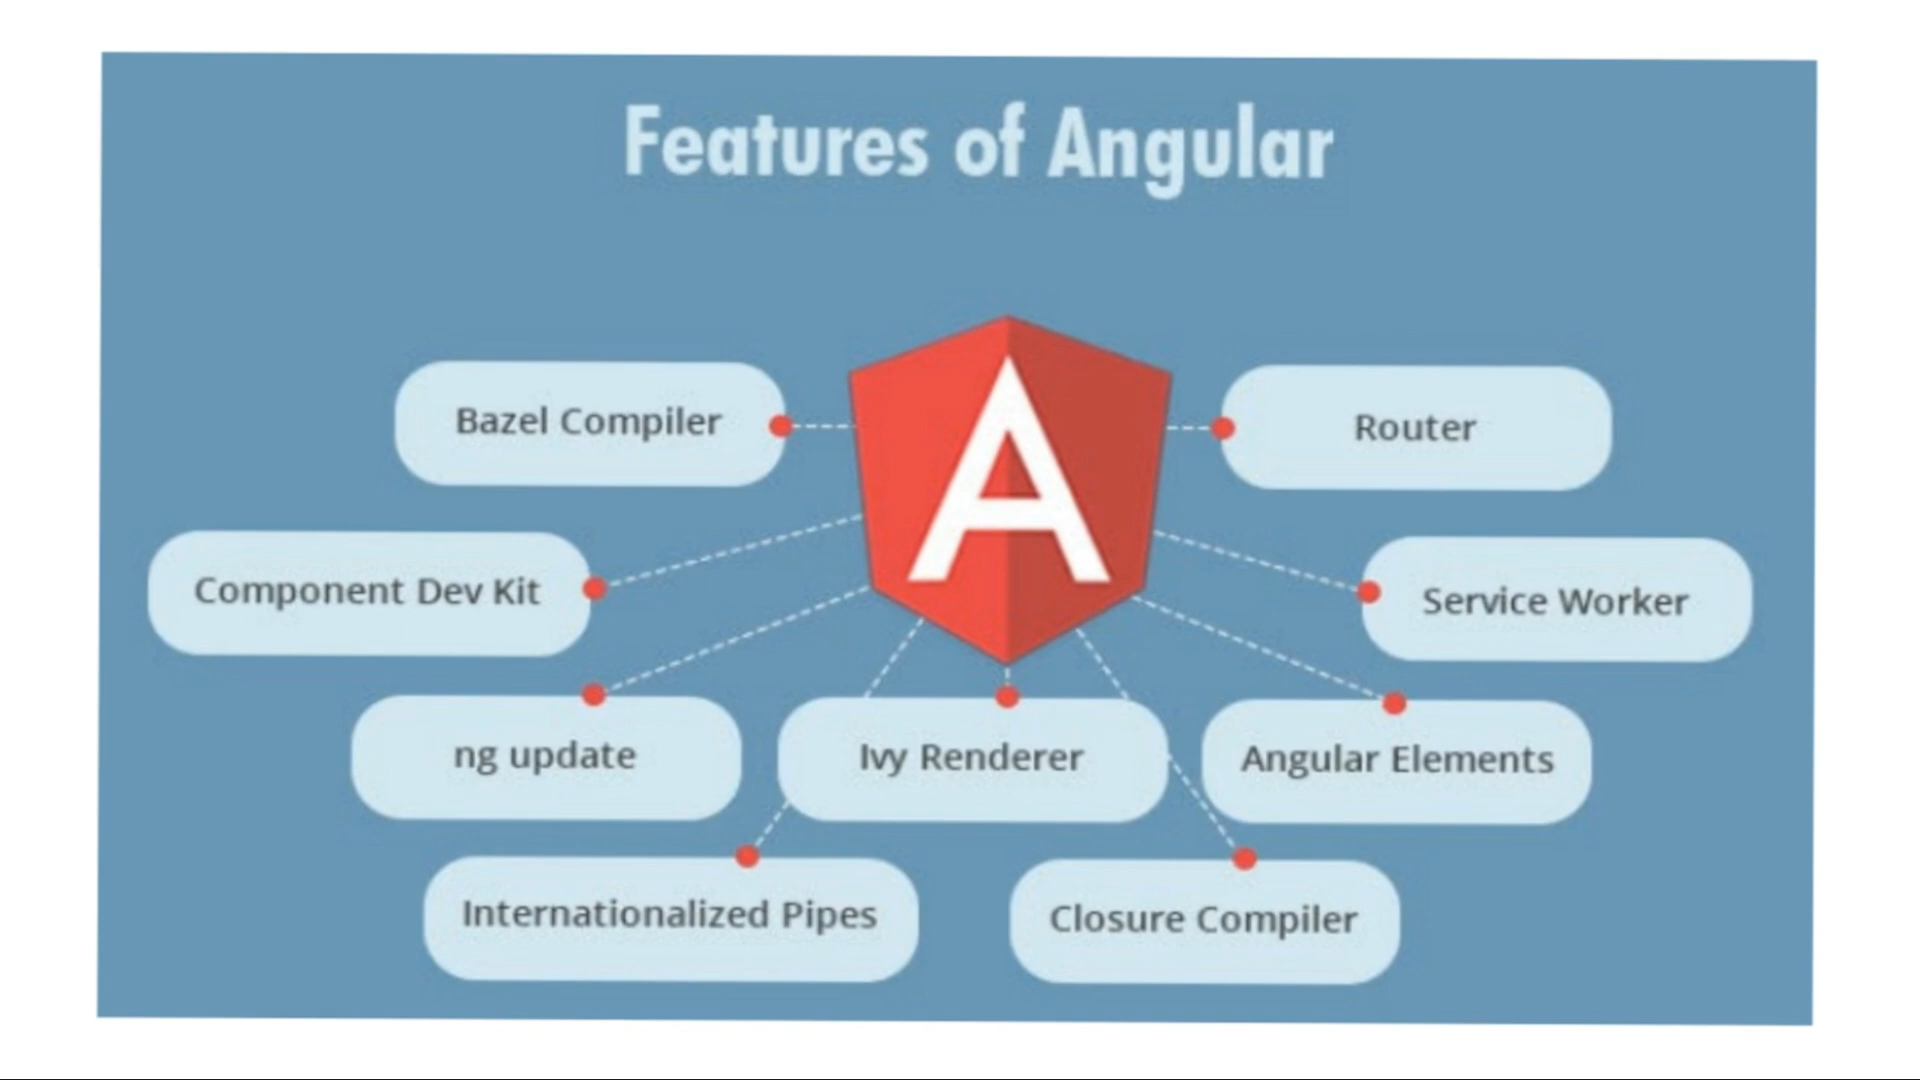 Features of Angular
A
Bazel Compiler
Router
Component Dev Kit
Service Worker
ng update
Ivy Renderer
Angular Elements
Internationalized Pipes
Closure Compiler